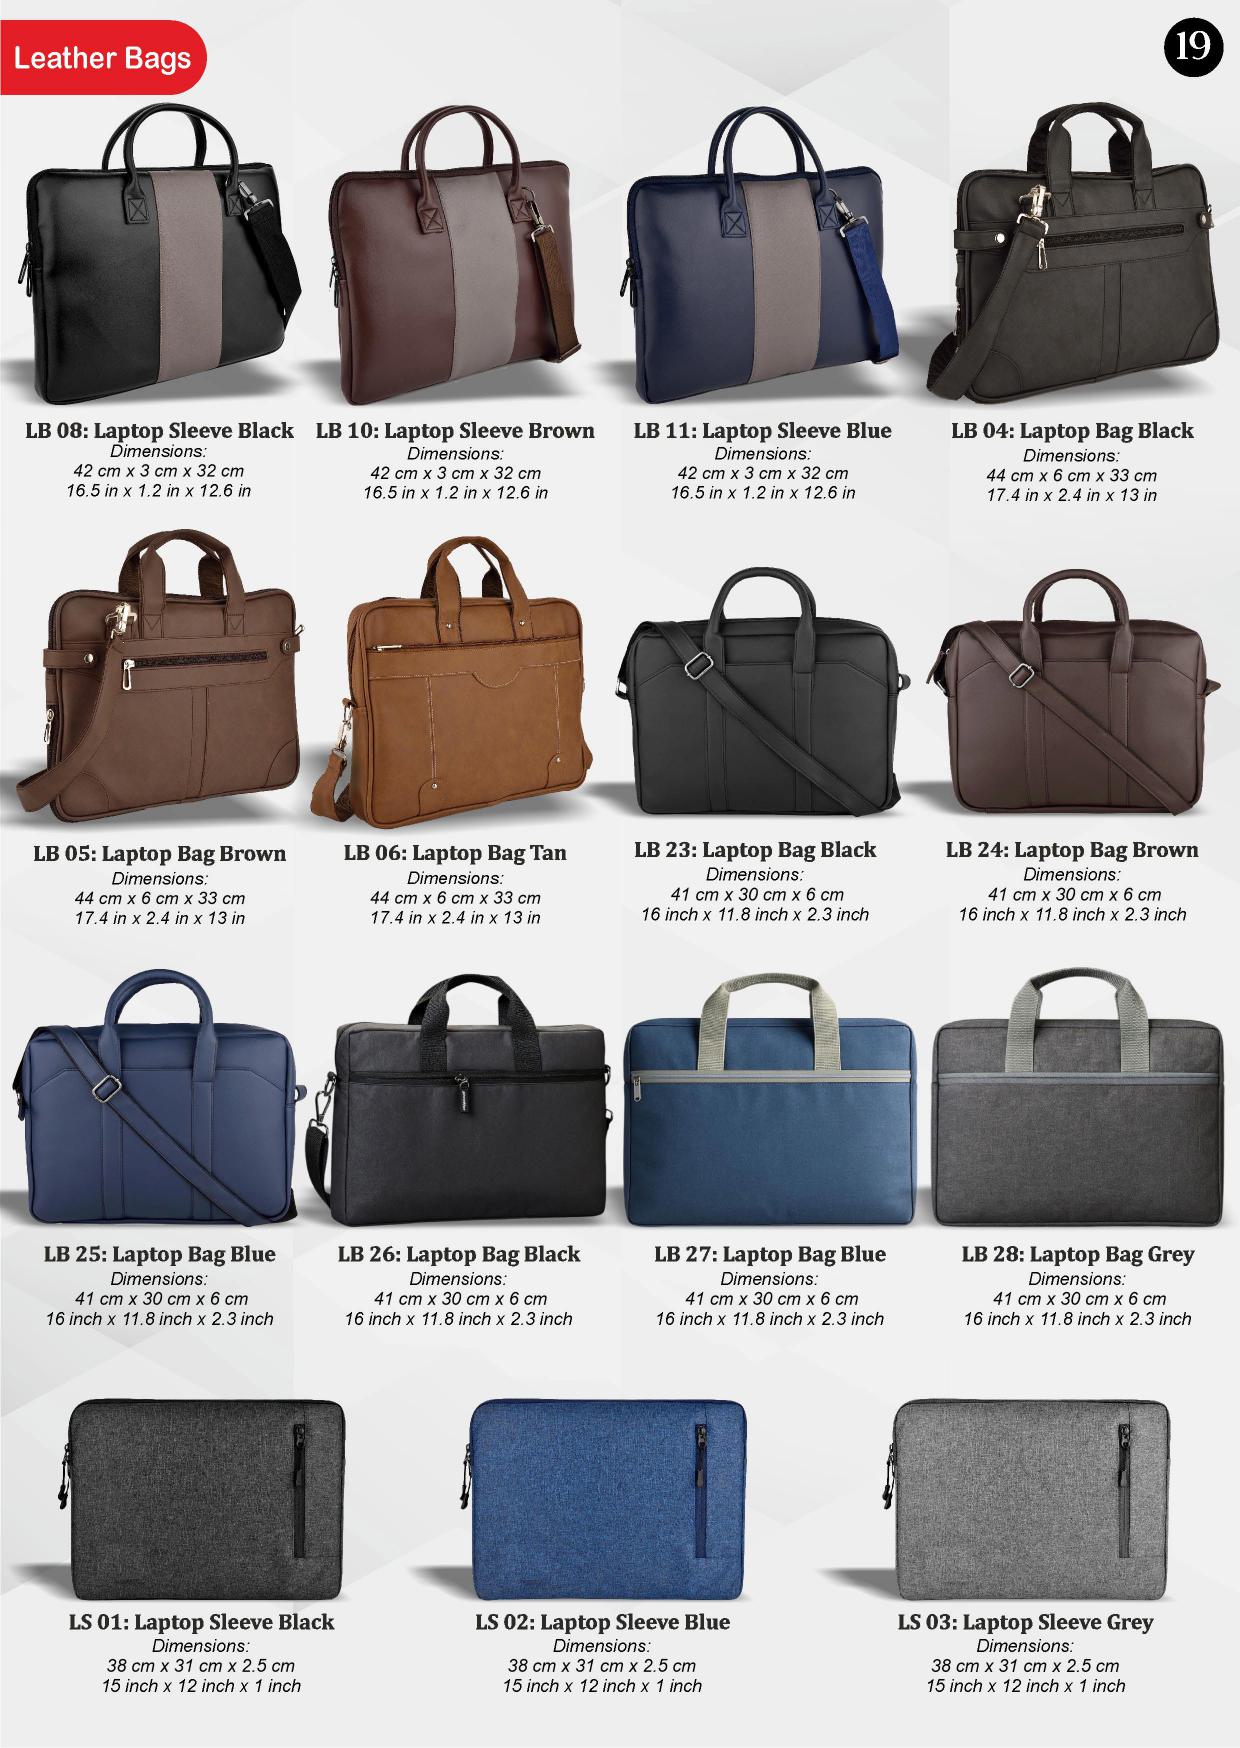 Leather Bags
19
LB 08: Laptop Sleeve Black
Dimensions:
42 cm x 3 cm x 32 cm
16.5 in x 1.2 in x 12.6 in
LB 10: Laptop Sleeve Brown
Dimensions:
42 cm x 3 cm x 32 cm
16.5 in x 1.2 in x 12.6 in
LB 11: Laptop Sleeve Blue
Dimensions:
42 cm x 3 cm x 32 cm
16.5 in x 1.2 in x 12.6 in
LB 04: Laptop Bag Black
Dimensions:
44 cm x 6 cm x 33 cm
17.4 in x 2.4 in x 13 in
LB 05: Laptop Bag Brown
Dimensions:
44 cm x 6 cm x 33 cm
17.4 in x 2.4 in x 13 in
LB 06: Laptop Bag Tan
Dimensions:
44 cm x 6 cm x 33 cm
17.4 in x 2.4 in x 13 in
LB 23: Laptop Bag Black
Dimensions:
41 cm x 30 cm x 6 cm
16 inch x 11.8 inch x 2.3 inch
LB 24: Laptop Bag Brown
Dimensions:
41 cm x 30 cm x 6 cm
16 inch x 11.8 inch x 2.3 inch
LB 25: Laptop Bag Blue
Dimensions:
41 cm x 30 cm x 6 cm
16 inch x 11.8 inch x 2.3 inch
LB 26: Laptop Bag Black
Dimensions:
41 cm x 30 cm x 6 cm
16 inch x 11.8 inch x 2.3 inch
LB 27: Laptop Bag Blue
Dimensions:
41 cm x 30 cm x 6 cm
16 inch x 11.8 inch x 2.3 inch
LB 28: Laptop Bag Grey
Dimensions:
41 cm x 30 cm x 6 cm
16 inch x 11.8 inch x 2.3 inch
LS 01: Laptop Sleeve Black
Dimensions:
38 cm x 31 cm x 2.5 cm
15 inch x 12 inch x 1 inch
LS 02: Laptop Sleeve Blue
Dimensions:
38 cm x 31 cm x 2.5 cm
15 inch x 12 inch x 1 inch
LS 03: Laptop Sleeve Grey
Dimensions:
38 cm x 31 cm x 2.5 cm
15 inch x 12 inch x 1 inch